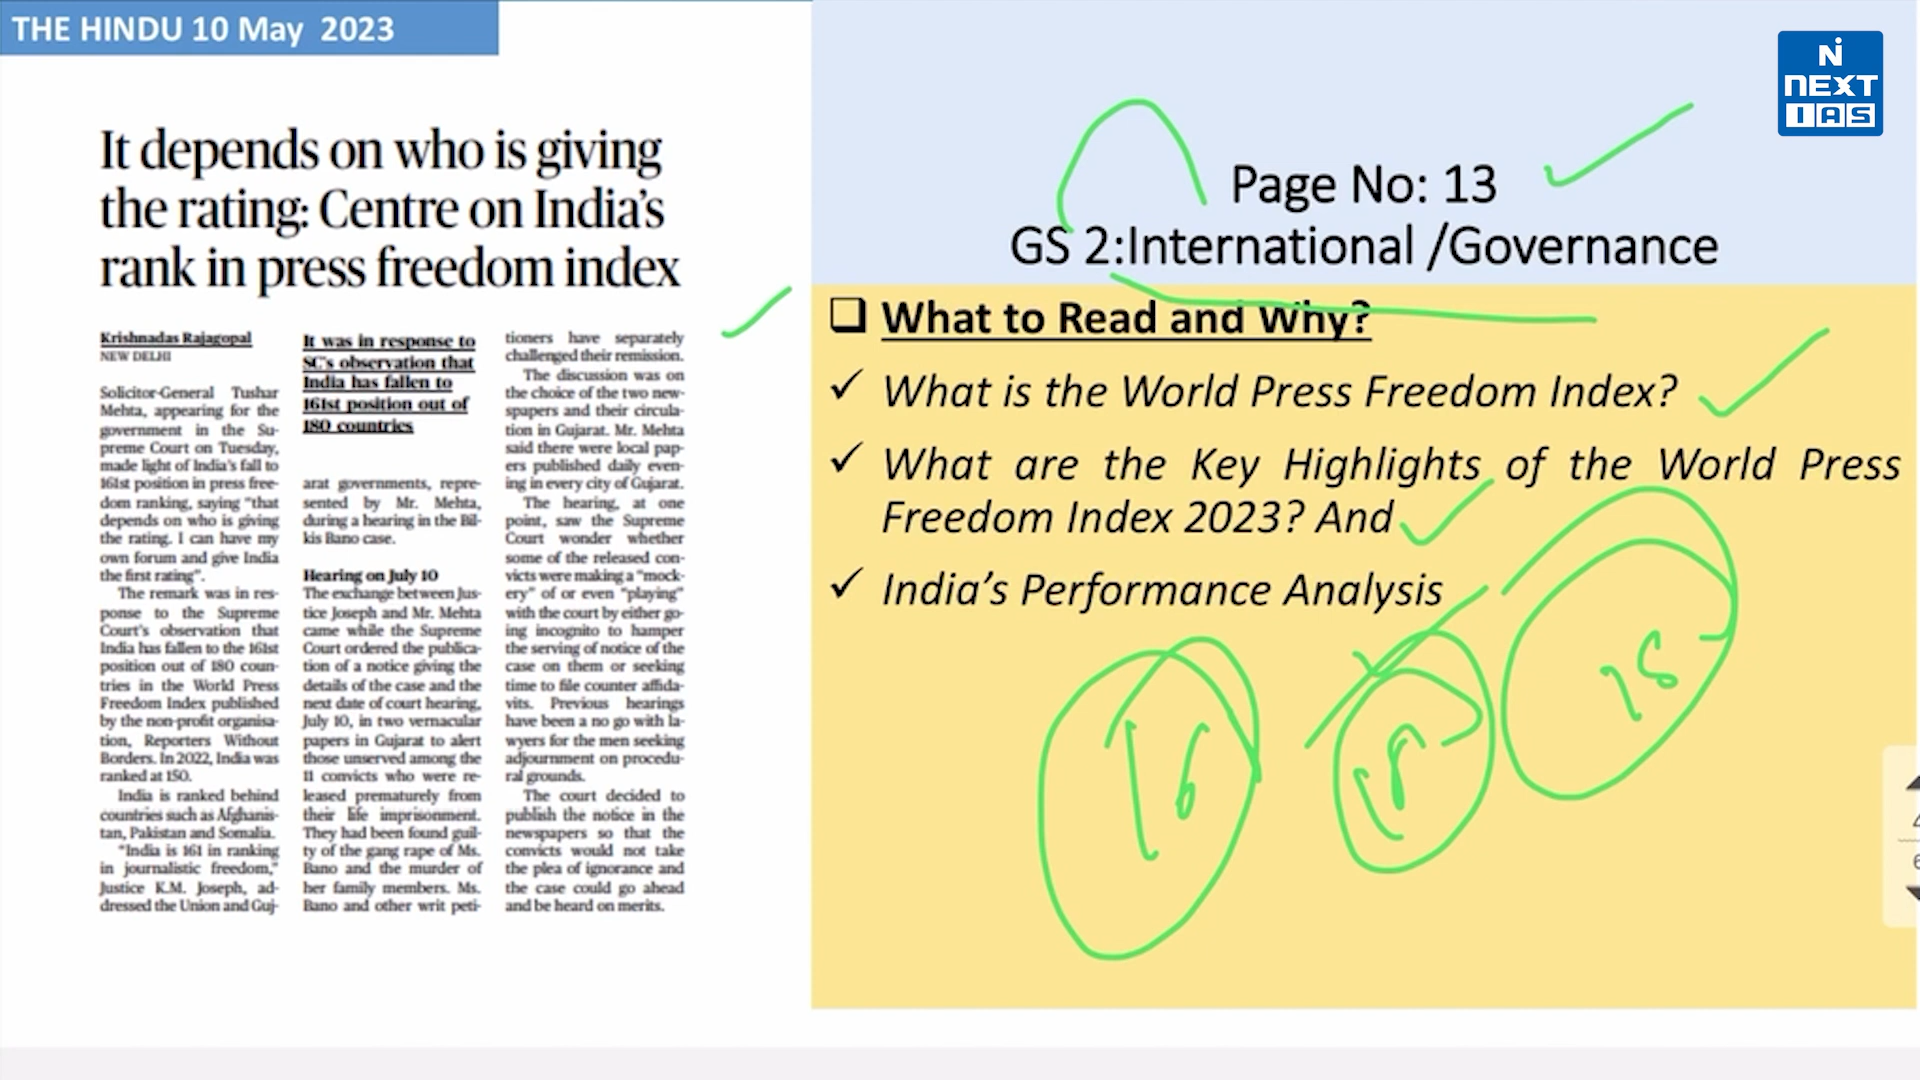 THE HINDU 10 May 2023
It depends on who is giving
the rating: Centre on India's
rank in press freedom index
Krishnadas Rajagopal
NEW DELHI
Solicitor-General Tushar
Mehta, appearing for the
government in the Su-
preme Court on Tuesday,
made light of India's fall to
161st position in press free-
dom ranking, saying "that
depends on who is giving
the rating. I can have my
own forum and give India
the first rating".
The remark was in res-
ponse to the Supreme
Court's observation that
India has fallen to the 161st
position out of 180 coun-
tries in the World Press
Freedom Index published
by the non-profit organisa-
tion, Reporters Without
Borders. In 2022, India was
ranked at 150.
India is ranked behind
countries such as Afghanis-
tan, Pakistan and Somalia.
"India is 161 in ranking
in journalistic freedom,"
Justice K.M. Joseph, ad-
dressed the Union and Guj-
It was in response to
SC's observation that
India has fallen to
161st position out of
180 countries
arat governments, repre-
sented by Mr. Mehta,
during a hearing in the Bil-
kis Bano case.
Hearing on July 10
The exchange between Jus-
tice Joseph and Mr. Mehta
came while the Supreme
Court ordered the publica-
tion of a notice giving the
details of the case and the
next date of court hearing,
July 10, in two vernacular
papers in Gujarat to alert
those unserved among the
11 convicts who were re-
leased prematurely from
their life imprisonment.
They had been found guil-
ty of the gang rape of Ms.
Bano and the murder of
her family members. Ms.
Bano and other writ peti-
tioners have separately
challenged their remission.
The discussion was on
the choice of the two new-
spapers and their circula-
tion in Gujarat. Mr. Mehta
said there were local pap-
ers published daily even-
ing in every city of Gujarat.
The hearing, at one
point, saw the Supreme
Court wonder whether
some of the released con-
victs were making a "mock-
ery" of or even "playing"
with the court by either go-
ing incognito to hamper
the serving of notice of the
case on them or seeking
time to file counter affida-
vits. Previous hearings
have been a no go with la-
wyers for the men seeking
adjournment on procedu-
ral grounds.
The court decided to
publish the notice in the
newspapers so that the
convicts would not take
the plea of ignorance and
the case could go ahead
and be heard on merits.
NEXT
IAS
Page No: 13
GS 2:International /Governance
What to Read and Why?
What is the World Press Freedom Index?
What are the Key Highlights of the World Press
Freedom Index 2023? And
India's Performance Analysis
16
18